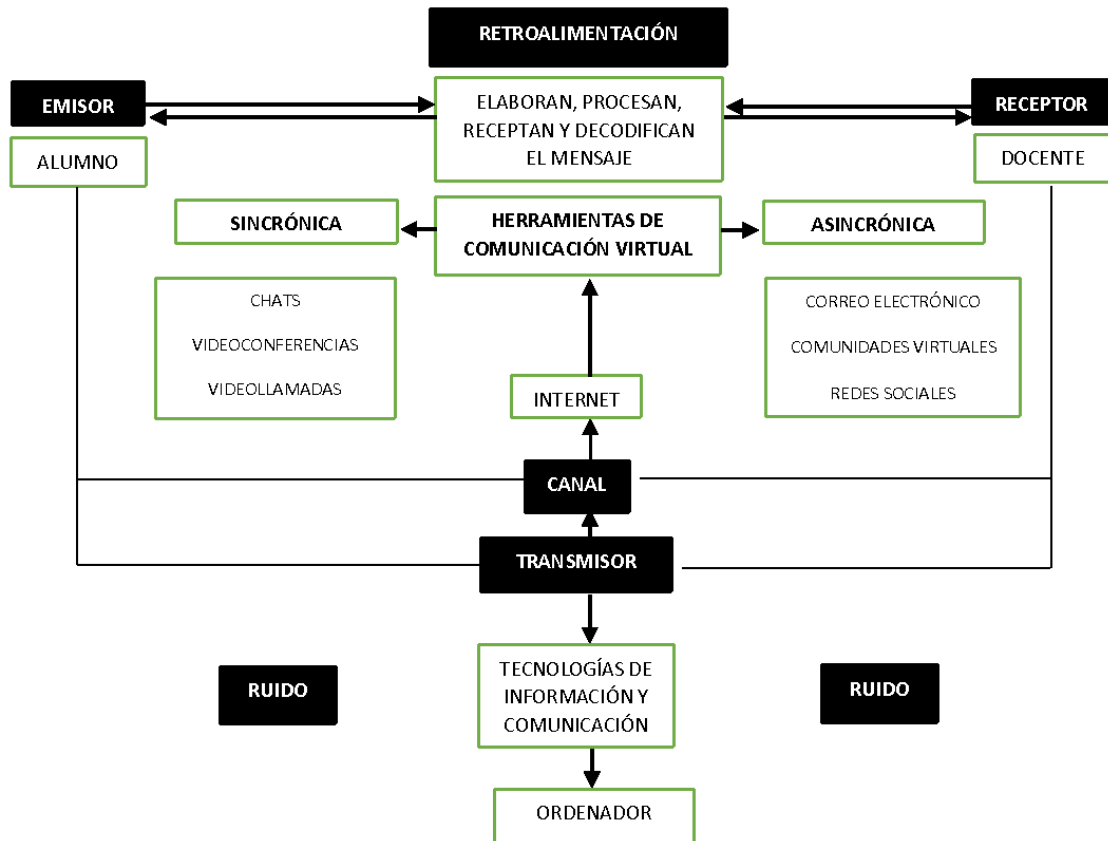 RETROALIMENTACIÓN
EMISOR
ELABORAN, PROCESAN,
RECEPTAN Y DECODIFICAN
EL MENSAJE
RECEPTOR
ALUMNO
DOCENTE
SINCRÓNICA
HERRAMIENTAS DE
COMUNICACIÓN VIRTUAL
ASINCRÓNICA
CHATS
VIDEOCONFERENCIAS
VIDEOLLAMADAS
CORREO ELECTRÓNICO
COMUNIDADES VIRTUALES
REDES SOCIALES
INTERNET
CANAL
TRANSMISOR
RUIDO
TECNOLOGÍAS DE
INFORMACIÓN Y
COMUNICACIÓN
RUIDO
ORDENADOR